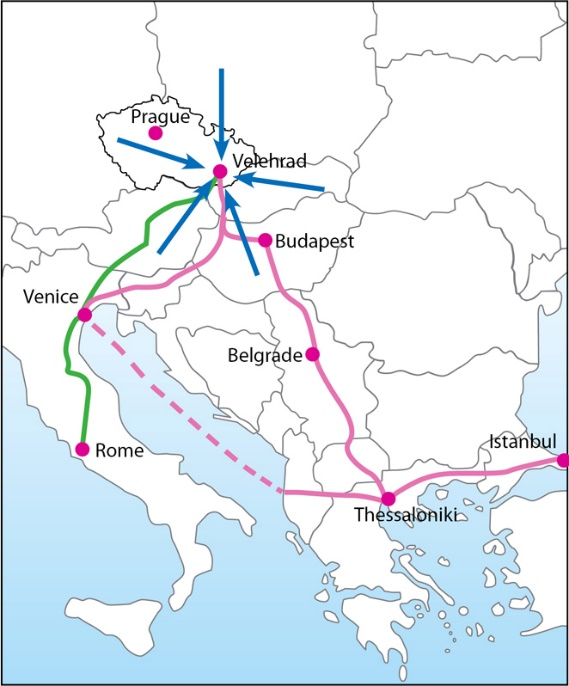 Prague
Velehrad
Budapest
Venice
Belgrade
Rome
Istanbul
Thessaloniki